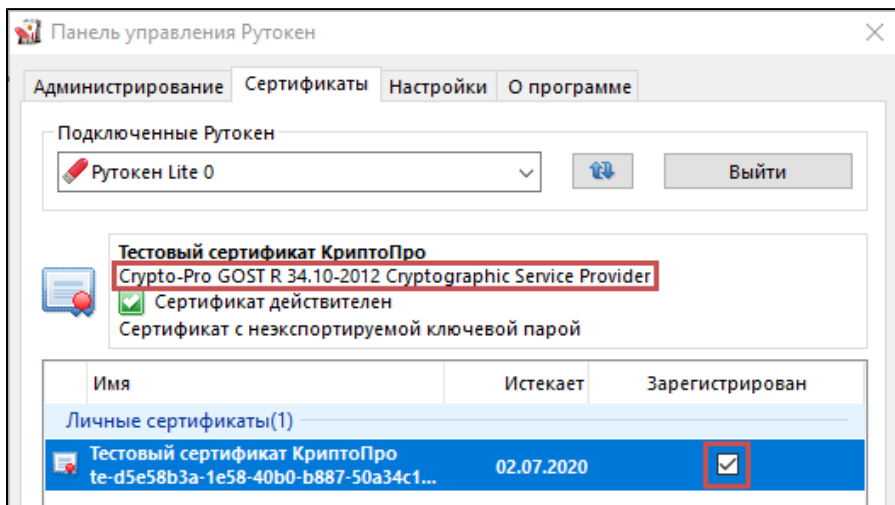 Панель управления Рутокен
Администрирование Сертификаты Настройки О программе
Подключенные Рутокен
Рутокен Lite 0 Выйти
Тестовый сертификат КриптоПро
Crypto-Pro GOST R 34.10-2012 Cryptographic Service Provider
Сертификат действителен
Сертификат с неэкспортируемой ключевой парой
Имя Истекает Зарегистрирован
Личные сертификаты(1)
Тестовый сертификат КриптоПро
te-d5e58b3a-1e58-40b0-b887-50a34c1... 02.07.2020